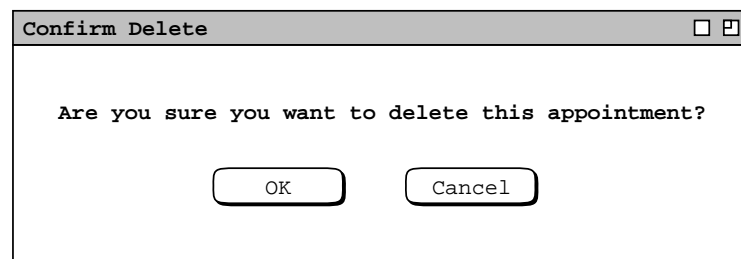 Confirm Delete
Are you sure you want to delete this appointment?
OK Cancel